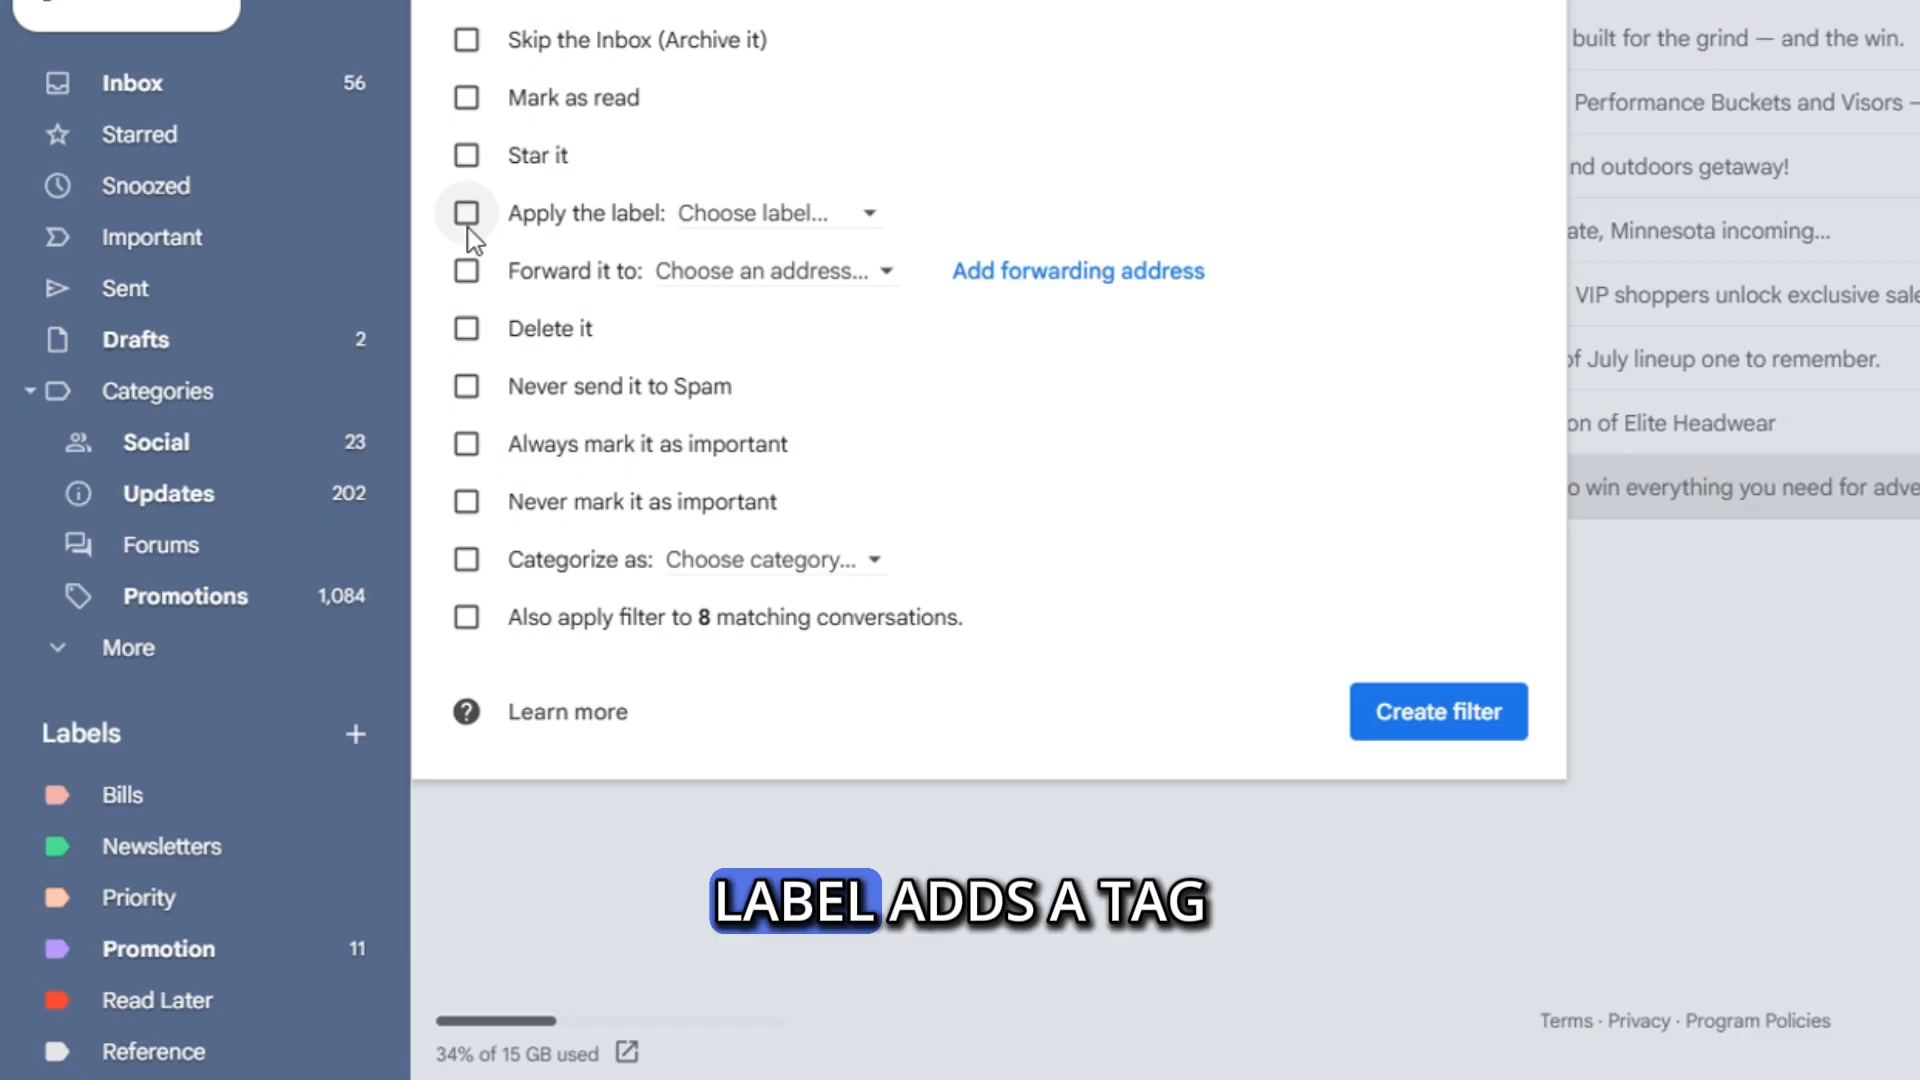 Inbox 56
Starred
Snoozed
Important
Sent
Drafts 2
Categories
Social 23
Updates 202
Forums
Promotions 1,084
More
Labels +
Bills
Newsletters
Priority
Promotion 11
Read Later
Reference
Skip the Inbox (Archive it)
Mark as read
Star it
Apply the label: Choose label...
Forward it to: Choose an address... Add forwarding address
Delete it
Never send it to Spam
Always mark it as important
Never mark it as important
Categorize as: Choose category...
Also apply filter to 8 matching conversations.
? Learn more
Create filter
built for the grind — and the win.
Performance Buckets and Visors –
outdoors getaway!
Minnesota incoming...
VIP shoppers unlock exclusive
of July lineup one to remember.
of Elite Headwear
win everything you need for
LABEL ADDS A TAG
34% of 15 GB used
Terms · Privacy · Program Policies